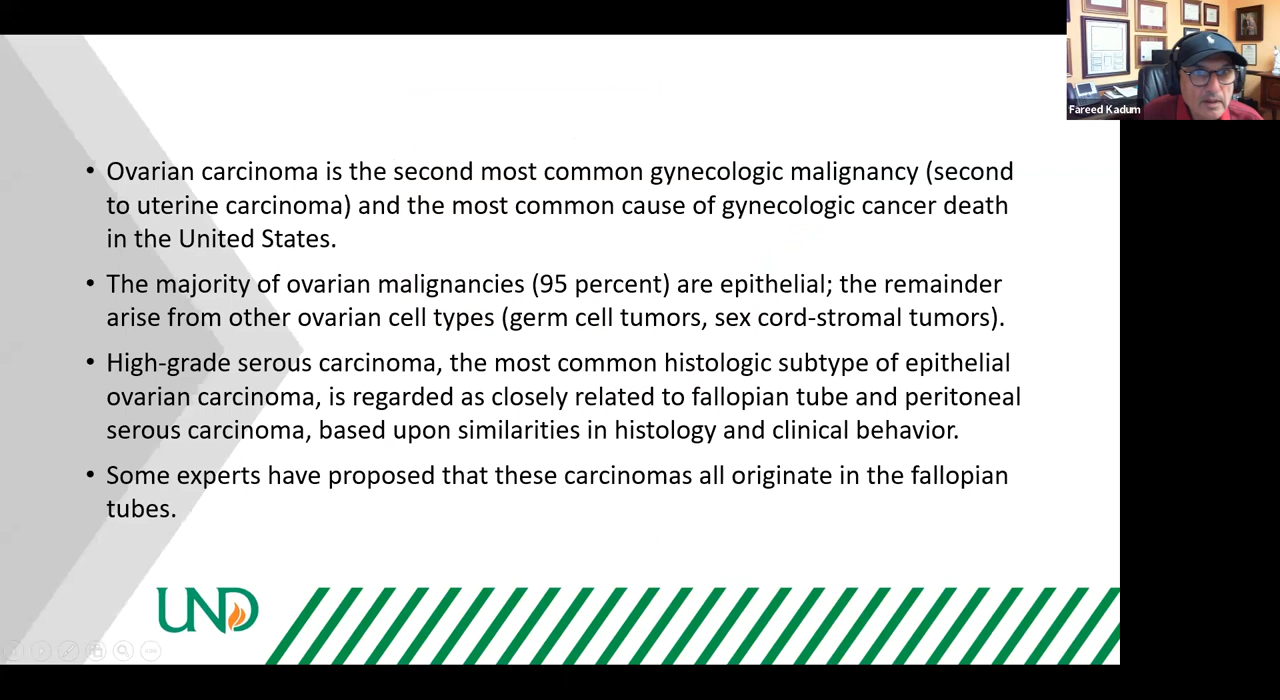 Fareed Kadum
• Ovarian carcinoma is the second most common gynecologic malignancy (second
to uterine carcinoma) and the most common cause of gynecologic cancer death
in the United States.
• The majority of ovarian malignancies (95 percent) are epithelial; the remainder
arise from other ovarian cell types (germ cell tumors, sex cord-stromal tumors).
• High-grade serous carcinoma, the most common histologic subtype of epithelial
ovarian carcinoma, is regarded as closely related to fallopian tube and peritoneal
serous carcinoma, based upon similarities in histology and clinical behavior.
• Some experts have proposed that these carcinomas all originate in the fallopian
tubes.
UND